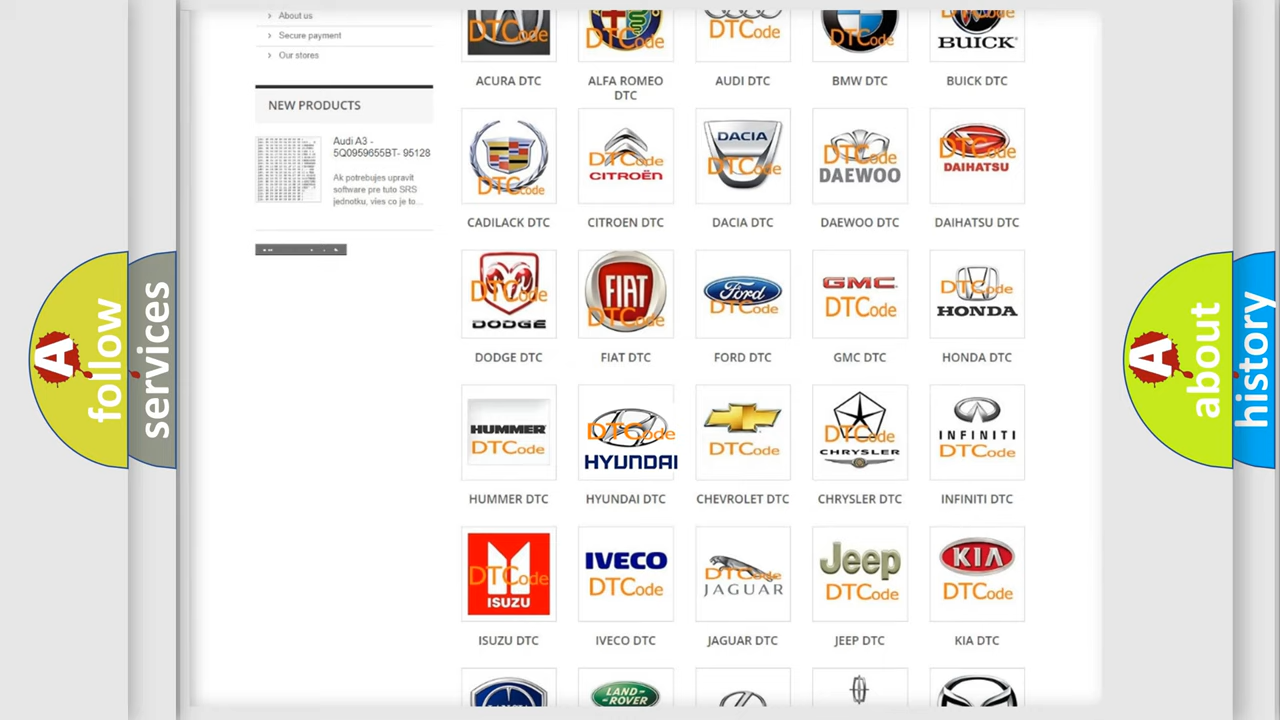 About us
Secure payment
Our stores
NEW PRODUCTS
Audi A3 -
5Q0959655BT- 95128
Ak potrebujes upravit
software pre tuto SRS
jednotku, vies co je to...
DTCode
DTCode
DTCode
DTCode
BUICK
ACURA DTC
ALFA ROMEO
DTC
AUDI DTC
BMW DTC
BUICK DTC
DTCode
DTCode
CITROËN
DACIA
DTCode
DTCode
DAEWOO
DTCode
DAIHATSU
CADILACK DTC
CITROEN DTC
DACIA DTC
DAEWOO DTC
DAIHATSU DTC
DTCode
DODGE
FIAT
DTCode
Ford
DTCode
GMC
DTCode
DTCode
HONDA
DODGE DTC
FIAT DTC
FORD DTC
GMC DTC
HONDA DTC
HUMMER
DTCode
DTCode
HYUNDAI
DTCode
DTCode
CHRYSLER
INFINITI
DTCode
HUMMER DTC
HYUNDAI DTC
CHEVROLET DTC
CHRYSLER DTC
INFINITI DTC
DTCode
ISUZU
IVECO
DTCode
DTCode
JAGUAR
Jeep
DTCode
KIA
DTCode
ISUZU DTC
IVECO DTC
JAGUAR DTC
JEEP DTC
KIA DTC
LAND-
ROVER
A
follow
services
A
about
history